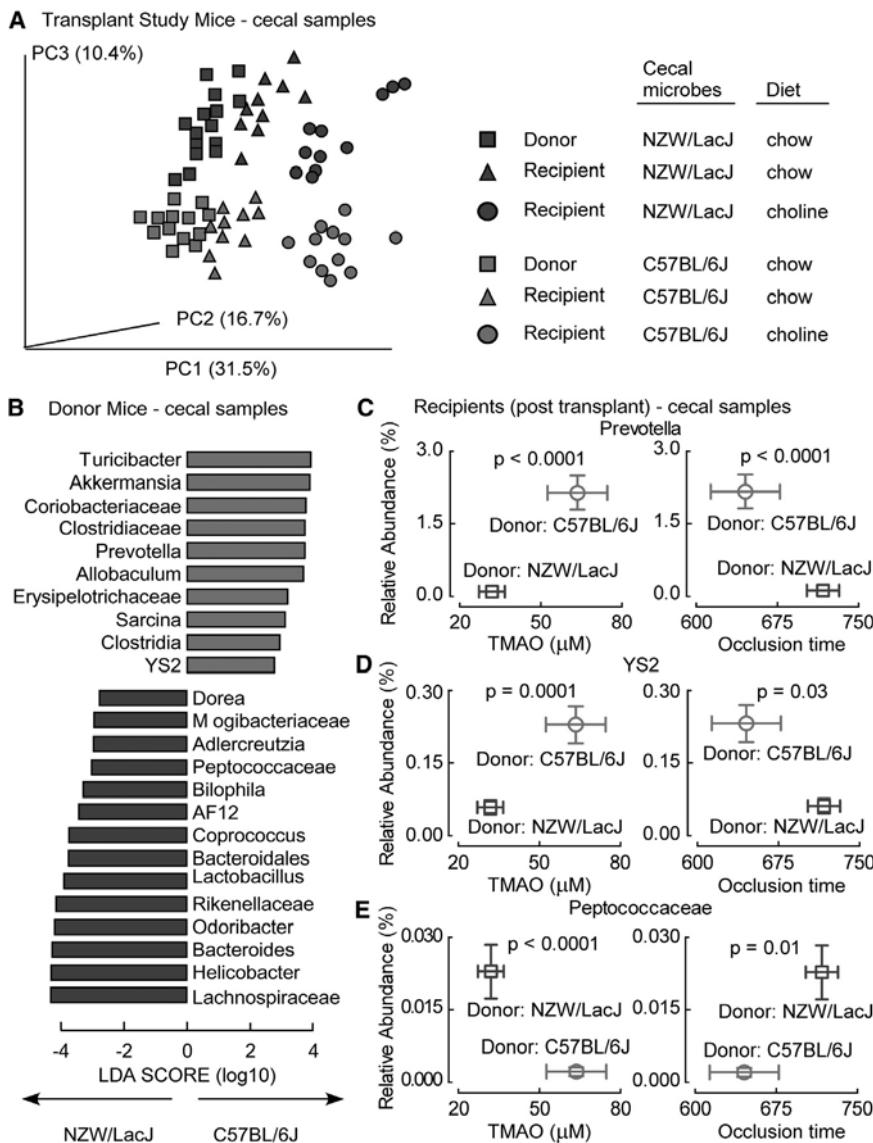 A Transplant Study Mice - cecal samples
PC3 (10.4%)
PC2 (16.7%)
PC1 (31.5%)
Cecal microbes Diet
Donor NZW/LacJ chow
Recipient NZW/LacJ chow
Recipient NZW/LacJ choline
Donor C57BL/6J chow
Recipient C57BL/6J chow
Recipient C57BL/6J choline
B Donor Mice - cecal samples
Turicibacter
Akkermansia
Coriobacteriaceae
Clostridiaceae
Prevotella
Allobaculum
Erysipelotrichaceae
Sarcina
Clostridia
YS2
Dorea
M ogibacteriaceae
Adlercreutzia
Peptococcaceae
Bilophila
AF12
Coprococcus
Bacteroidales
Lactobacillus
Rikenellaceae
Odoribacter
Bacteroides
Helicobacter
Lachnospiraceae
-4 -2 0 2 4
LDA SCORE (log10)
NZW/LacJ C57BL/6J
C Recipients (post transplant) - cecal samples
Prevotella
Relative Abundance (%)
3.0
1.5
0.0
p < 0.0001
Donor: C57BL/6J
Donor: NZW/LacJ
20 50 80
TMAO (μM)
3.0
1.5
0.0
p < 0.0001
Donor: C57BL/6J
Donor: NZW/LacJ
600 675 750
Occlusion time
D YS2
Relative Abundance (%)
0.30
0.15
0.00
p = 0.0001
Donor: C57BL/6J
Donor: NZW/LacJ
20 50 80
TMAO (μM)
0.30
0.15
0.00
p = 0.03
Donor: C57BL/6J
Donor: NZW/LacJ
600 675 750
Occlusion time
E Peptococcaceae
Relative Abundance (%)
0.030
0.015
0.000
p < 0.0001
Donor: NZW/LacJ
Donor: C57BL/6J
20 50 80
TMAO (μM)
0.030
0.015
0.000
p = 0.01
Donor: NZW/LacJ
Donor: C57BL/6J
600 675 750
Occlusion time